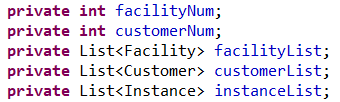 private int facilityNum;
private int customerNum;
private List<Facility> facilityList;
private List<Customer> customerList;
private List<Instance> instanceList;